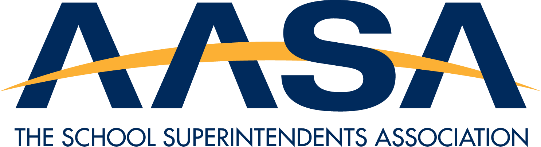 AASA
THE SCHOOL SUPERINTENDENTS ASSOCIATION